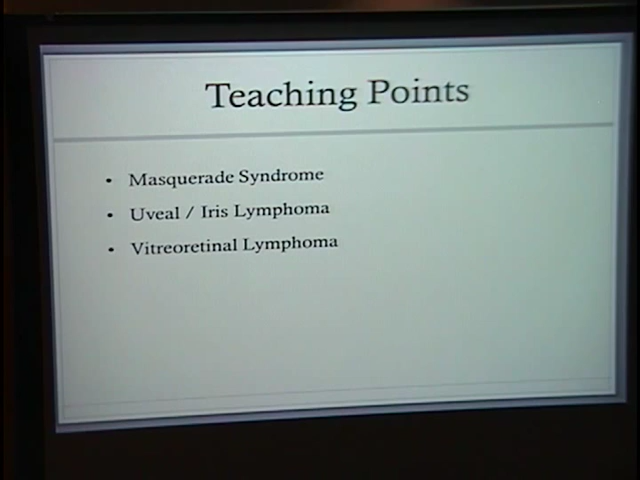 Teaching Points
• Masquerade Syndrome
• Uveal / Iris Lymphoma
• Vitreoretinal Lymphoma